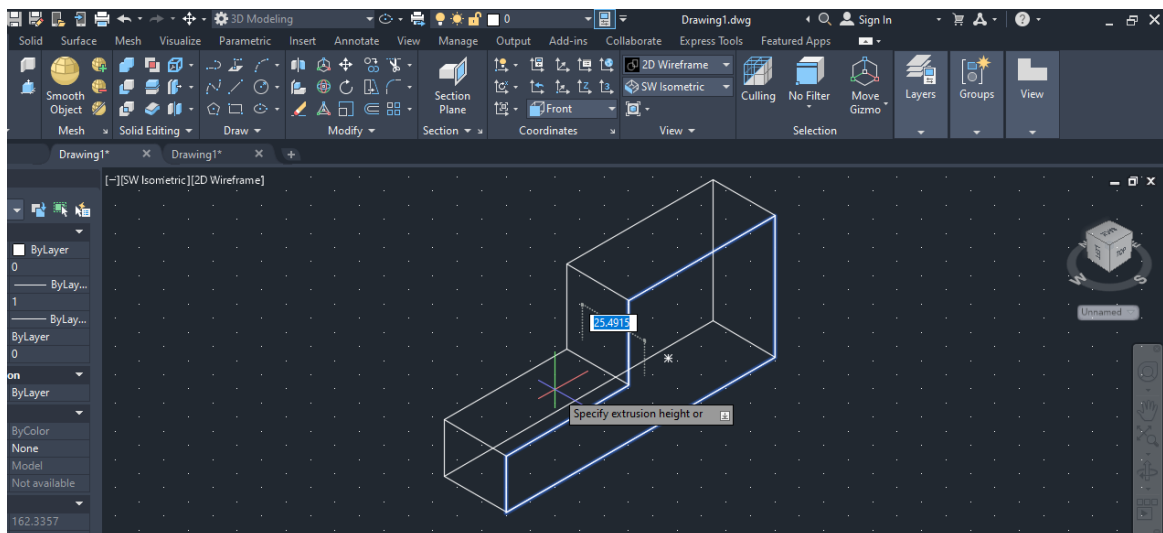 3D Modeling
0
Drawing1.dwg
Sign In
Solid Surface Mesh Visualize Parametric Insert Annotate View Manage Output Add-ins Collaborate Express Tools Featured Apps
Smooth Object
Section Plane
2D Wireframe
SW Isometric
Front
Culling
No Filter
Move Gizmo
Layers
Groups
View
Mesh Solid Editing Draw Modify Section Coordinates View Selection
Drawing1* Drawing1*
[−][SW Isometric][2D Wireframe]
ByLayer
0
ByLay...
1
ByLay...
ByLayer
0
on
ByLayer
ByColor
None
Model
Not available
162.3357
25.4915
Specify extrusion height or
LEFT
TOP
W
S
E
Unnamed